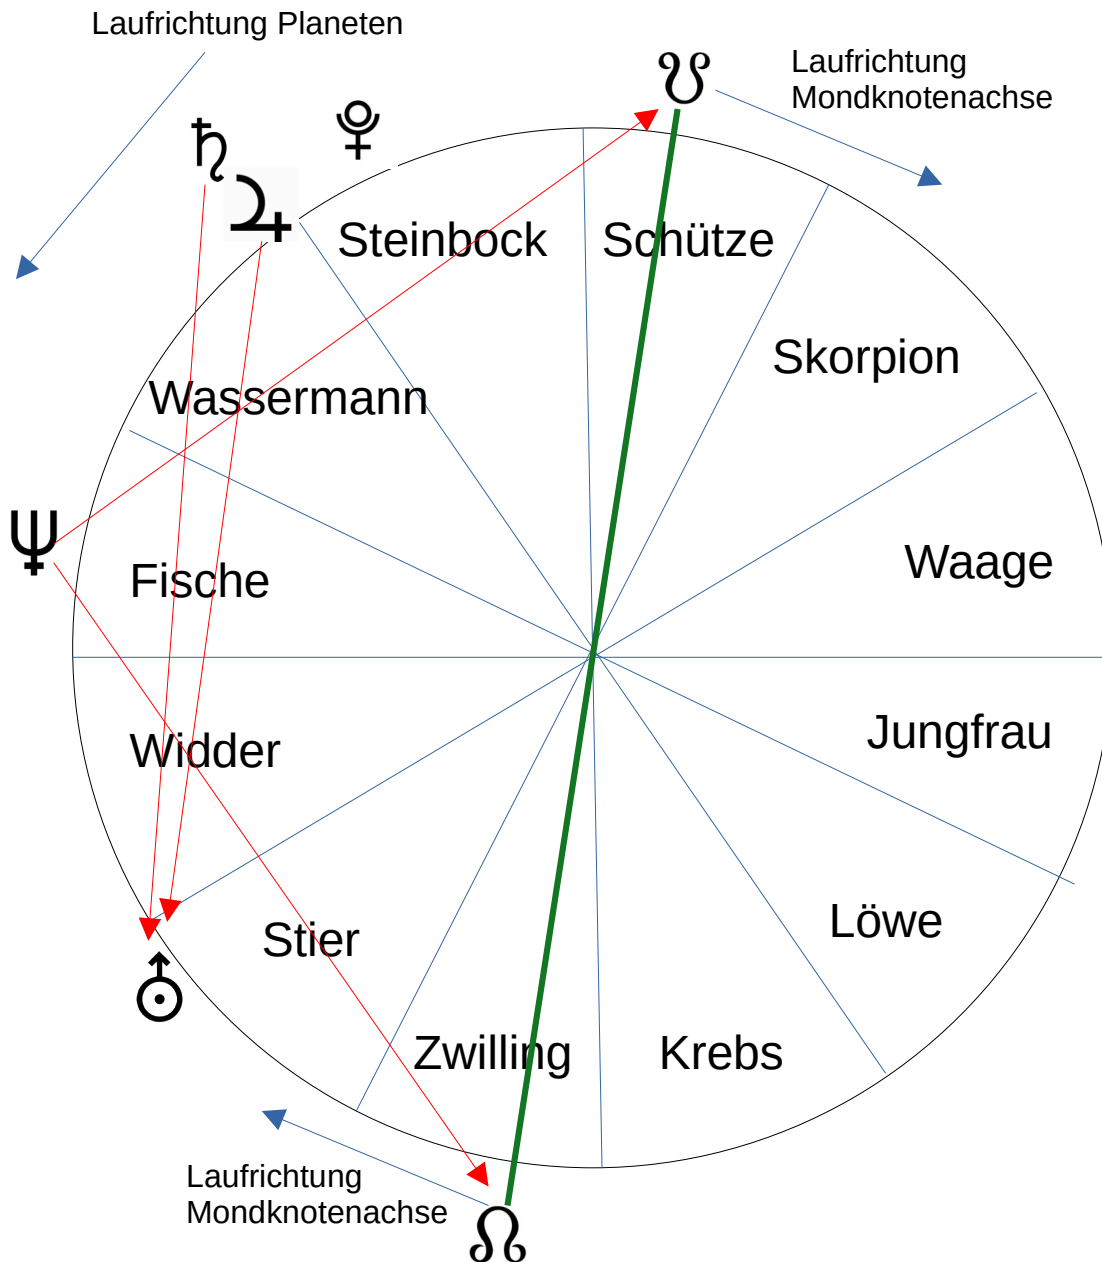 Laufrichtung Planeten
Laufrichtung
Mondknotenachse
♄
♃
♇
☋
Steinbock
Schütze
Skorpion
Wassermann
Waage
♆
Fische
Jungfrau
Widder
Löwe
Stier
⛢
Zwilling
Krebs
Laufrichtung
Mondknotenachse
☊